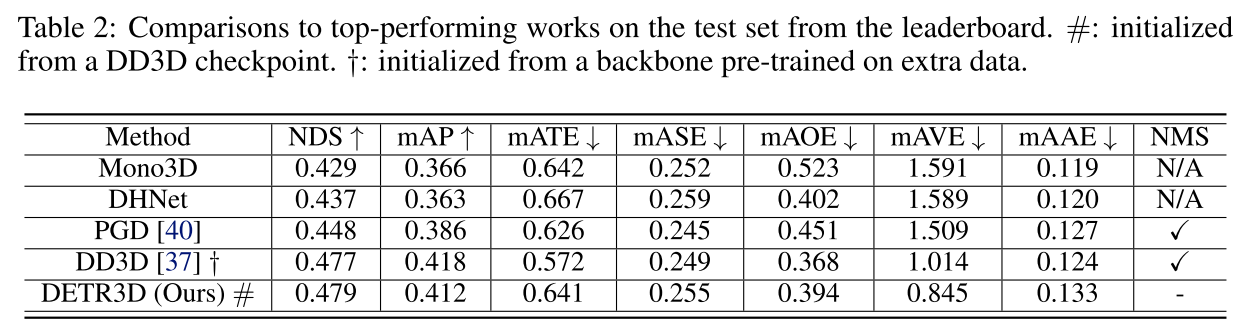 Table 2: Comparisons to top-performing works on the test set from the leaderboard. #: initialized
from a DD3D checkpoint. †: initialized from a backbone pre-trained on extra data.
Method NDS ↑ mAP ↑ mATE ↓ mASE ↓ mAOE ↓ mAVE ↓ mAAE ↓ NMS
Mono3D 0.429 0.366 0.642 0.252 0.523 1.591 0.119 N/A
DHNet 0.437 0.363 0.667 0.259 0.402 1.589 0.120 N/A
PGD [40] 0.448 0.386 0.626 0.245 0.451 1.509 0.127 ✓
DD3D [37] † 0.477 0.418 0.572 0.249 0.368 1.014 0.124 ✓
DETR3D (Ours) # 0.479 0.412 0.641 0.255 0.394 0.845 0.133 -